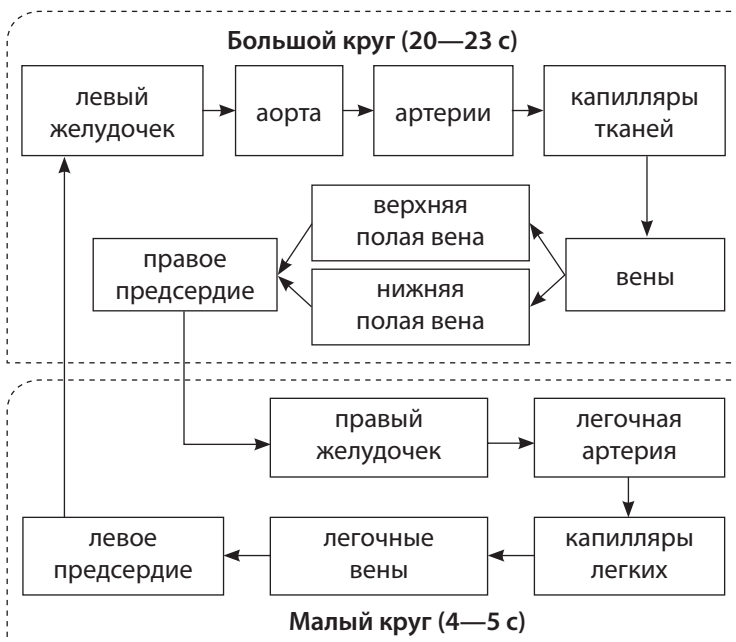 Большой круг (20—23 с)
левый
желудочек
аорта
артерии
капилляры
тканей
верхняя
полая вена
правое
предсердие
нижняя
полая вена
вены
правый
желудочек
легочная
артерия
левое
предсердие
легочные
вены
капилляры
легких
Малый круг (4—5 с)